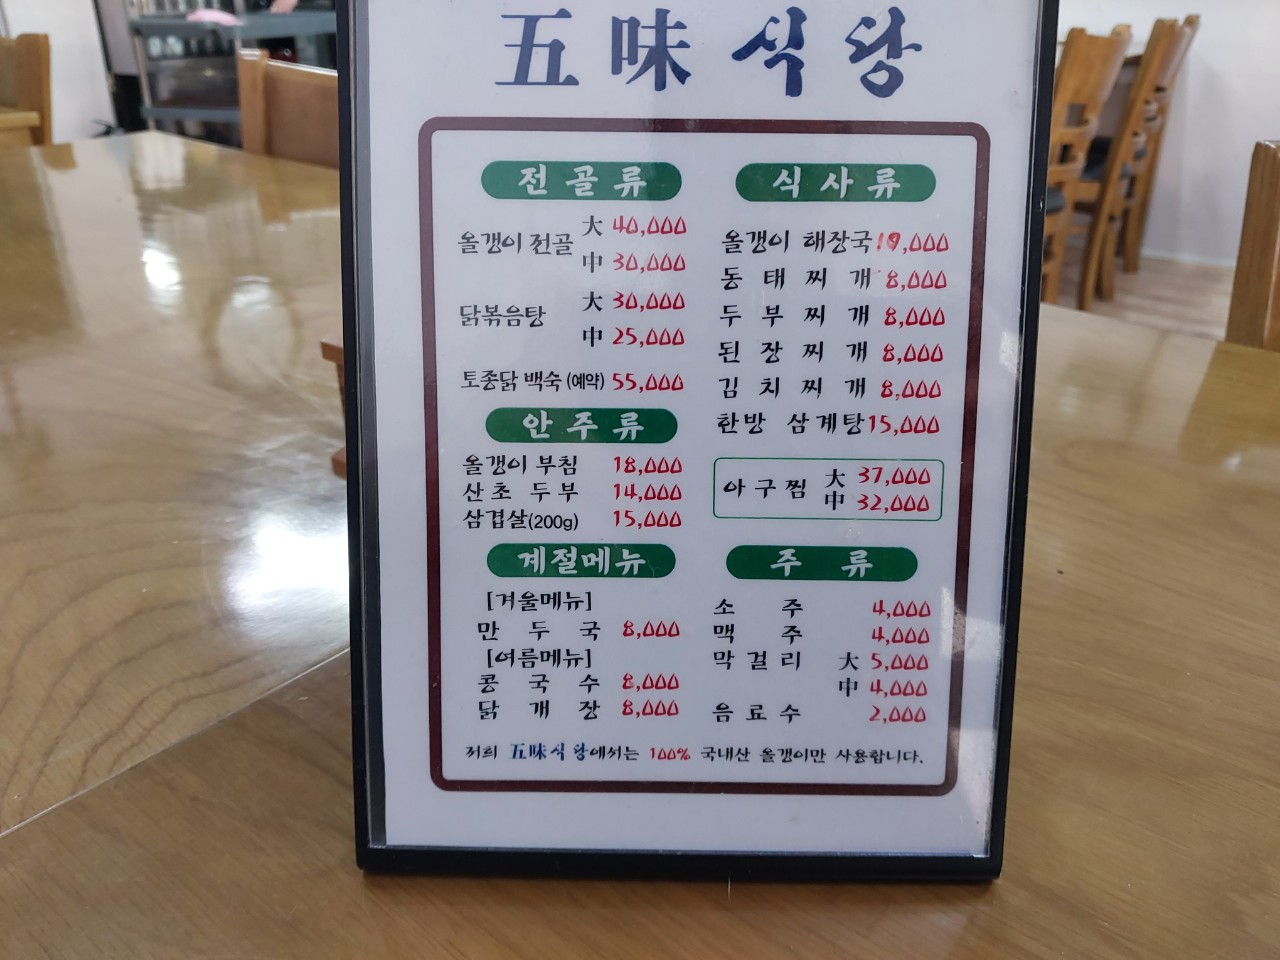 五味식당
전골류
올갱이 전골 大 40,000
中 30,000
닭볶음탕 大 30,000
中 25,000
토종닭 백숙 (예약) 55,000
안주류
올갱이 부침 18,000
산초 두부 14,000
삼겹살(200g) 15,000
계절메뉴
[겨울메뉴]
만두국 8,000
[여름메뉴]
콩국수 8,000
닭개장 8,000
식사류
올갱이 해장국
동태찌개 8,000
두부찌개 8,000
된장찌개 8,000
김치찌개 8,000
한방 삼계탕 15,000
아구찜 大 37,000
中 32,000
주류
소주 4,000
맥주 4,000
막걸리 大 5,000
中 4,000
음료수 2,000
저희 五味식당에서는 100% 국내산 올갱이만 사용합니다.